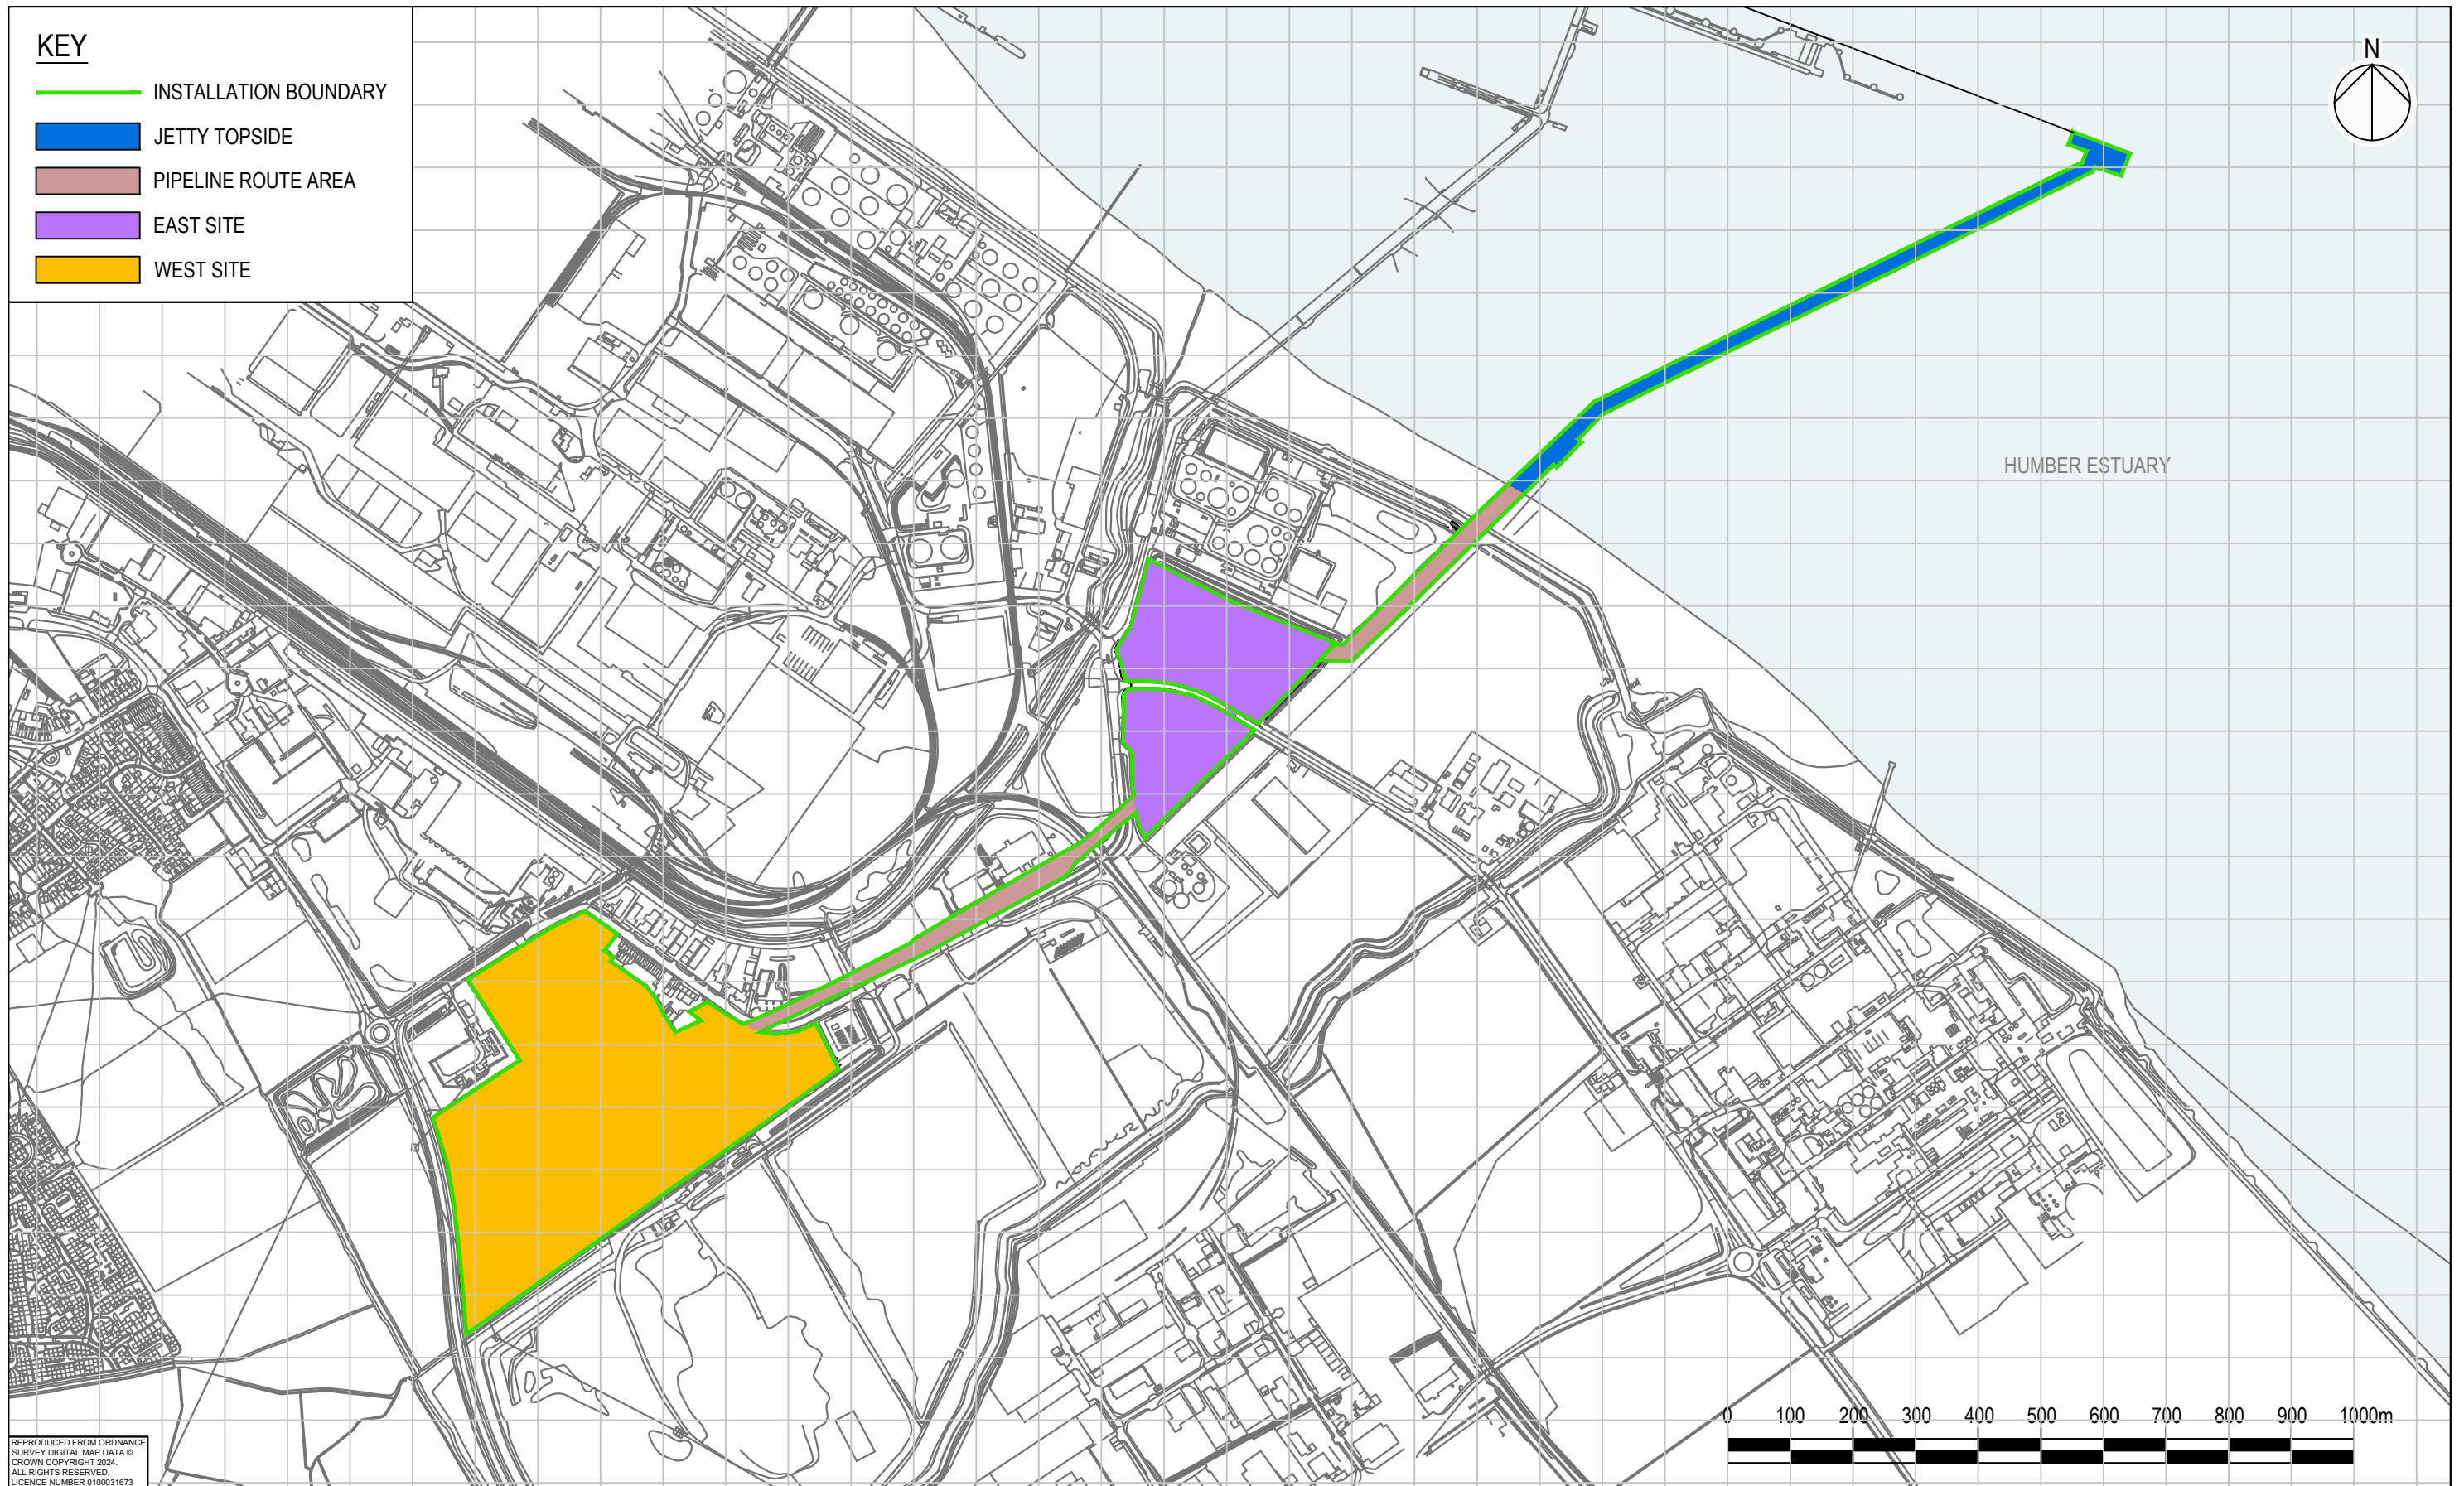 KEY
INSTALLATION BOUNDARY
JETTY TOPSIDE
PIPELINE ROUTE AREA
EAST SITE
WEST SITE
N
HUMBER ESTUARY
0 100 200 300 400 500 600 700 800 900 1000m
REPRODUCED FROM ORDNANCE
SURVEY DIGITAL MAP DATA ©
CROWN COPYRIGHT 2024.
ALL RIGHTS RESERVED.
LICENCE NUMBER 0100031673